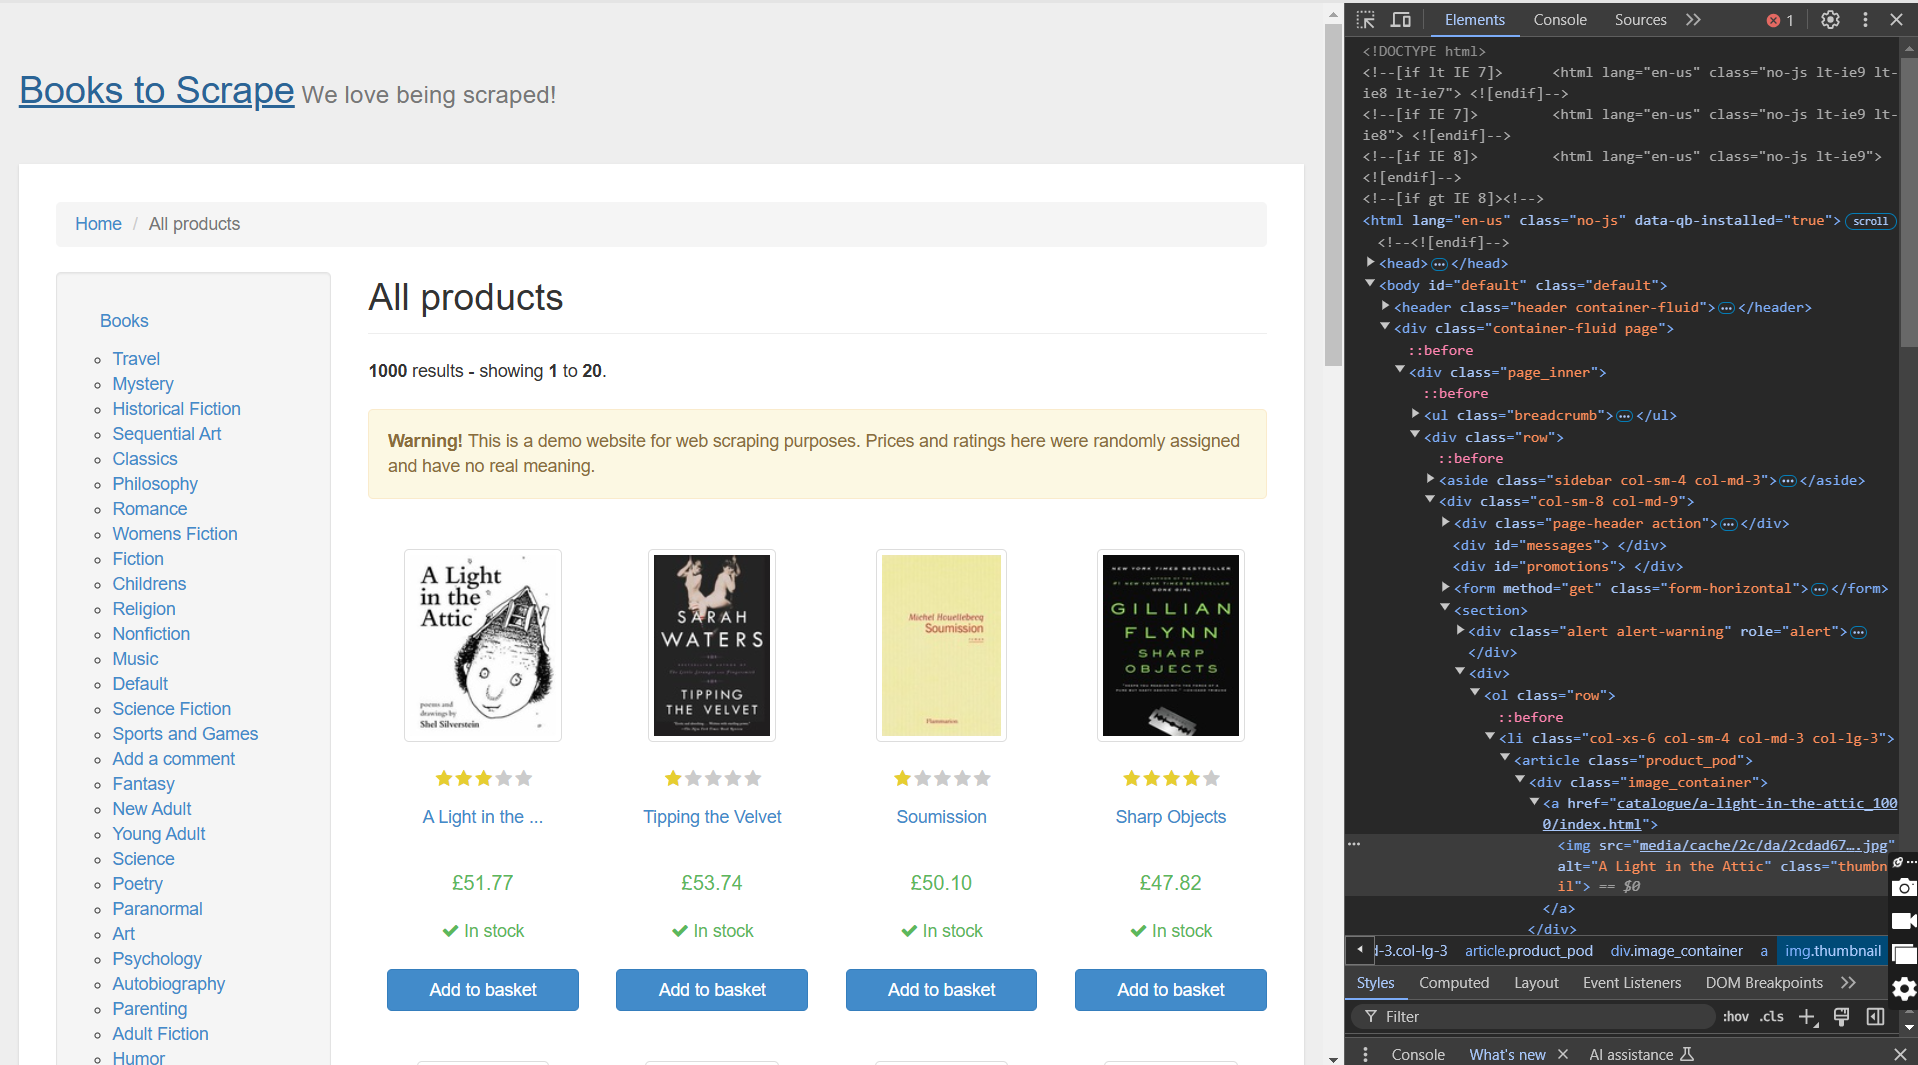 Books to Scrape We love being scraped!
Home / All products
Books
Travel
Mystery
Historical Fiction
Sequential Art
Classics
Philosophy
Romance
Womens Fiction
Fiction
Childrens
Religion
Nonfiction
Music
Default
Science Fiction
Sports and Games
Add a comment
Fantasy
New Adult
Young Adult
Science
Poetry
Paranormal
Art
Psychology
Autobiography
Parenting
Adult Fiction
Humor
All products
1000 results - showing 1 to 20.
Warning! This is a demo website for web scraping purposes. Prices and ratings here were randomly assigned
and have no real meaning.
A Light
in the
Attic
poems and
drawings by
Shel Silverstein
A Light in the ...
£51.77
In stock
Add to basket
SARAH
WATERS
TIPPING
THE VELVET
Tipping the Velvet
£53.74
In stock
Add to basket
Michel Houellebecq
Soumission
Flammarion
Soumission
£50.10
In stock
Add to basket
NEW YORK TIMES BESTSELLER
GONE GIRL
GILLIAN
FLYNN
SHARP
OBJECTS
Sharp Objects
£47.82
In stock
Add to basket
Elements Console Sources 1
<!DOCTYPE html>
<!--[if lt IE 7]> <html lang="en-us" class="no-js lt-ie9 lt-
ie8 lt-ie7"> <![endif]-->
<!--[if IE 7]> <html lang="en-us" class="no-js lt-ie9 lt-
ie8"> <![endif]-->
<!--[if IE 8]> <html lang="en-us" class="no-js lt-ie9">
<![endif]-->
<!--[if gt IE 8]><!-->
<html lang="en-us" class="no-js" data-qb-installed="true"> scroll
<!--<![endif]-->
<head>…</head>
<body id="default" class="default">
<header class="header container-fluid">…</header>
<div class="container-fluid page">
::before
<div class="page_inner">
::before
<ul class="breadcrumb">…</ul>
<div class="row">
::before
<aside class="sidebar col-sm-4 col-md-3">…</aside>
<div class="col-sm-8 col-md-9">
<div class="page-header action">…</div>
<div id="messages"> </div>
<div id="promotions"> </div>
<form method="get" class="form-horizontal">…</form>
<section>
<div class="alert alert-warning" role="alert">…
</div>
<div>
<ol class="row">
::before
<li class="col-xs-6 col-sm-4 col-md-3 col-lg-3">
<article class="product_pod">
<div class="image_container">
<a href="catalogue/a-light-in-the-attic_100
0/index.html">
<img src="media/cache/2c/da/2cdad67….jpg"
alt="A Light in the Attic" class="thumbn
il"> == $0
</a>
</div>
d-3.col-lg-3 article.product_pod div.image_container a img.thumbnail
Styles Computed Layout Event Listeners DOM Breakpoints
Filter :hov .cls
Console What's new AI assistance